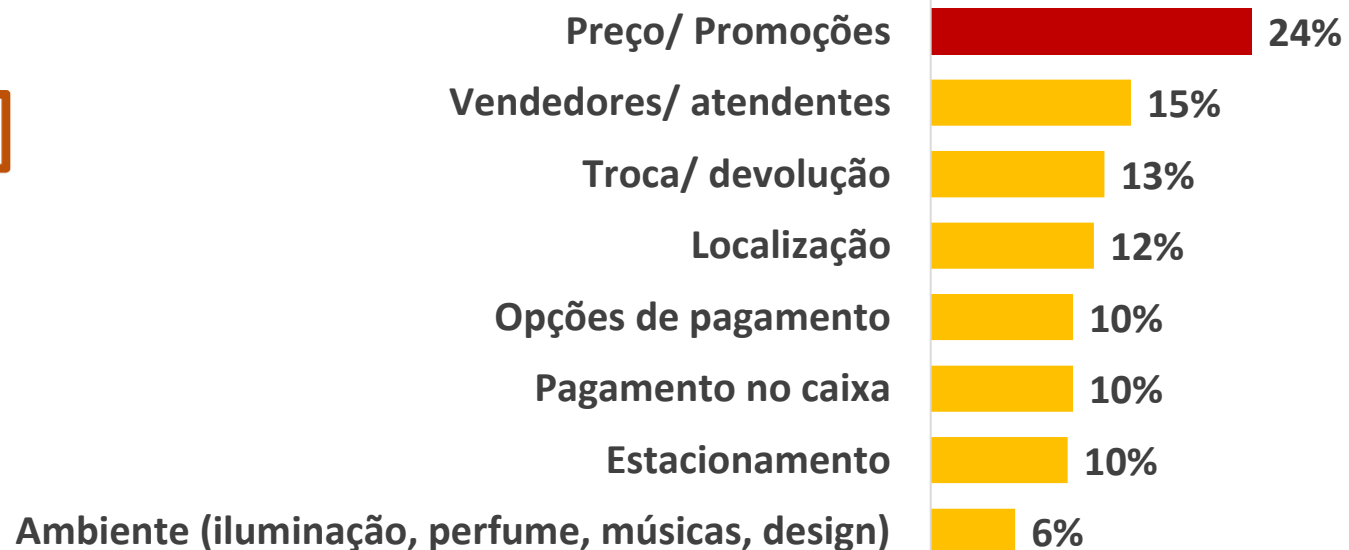 Preço/ Promoções 24%
Vendedores/ atendentes 15%
Troca/ devolução 13%
Localização 12%
Opções de pagamento 10%
Pagamento no caixa 10%
Estacionamento 10%
Ambiente (iluminação, perfume, músicas, design) 6%